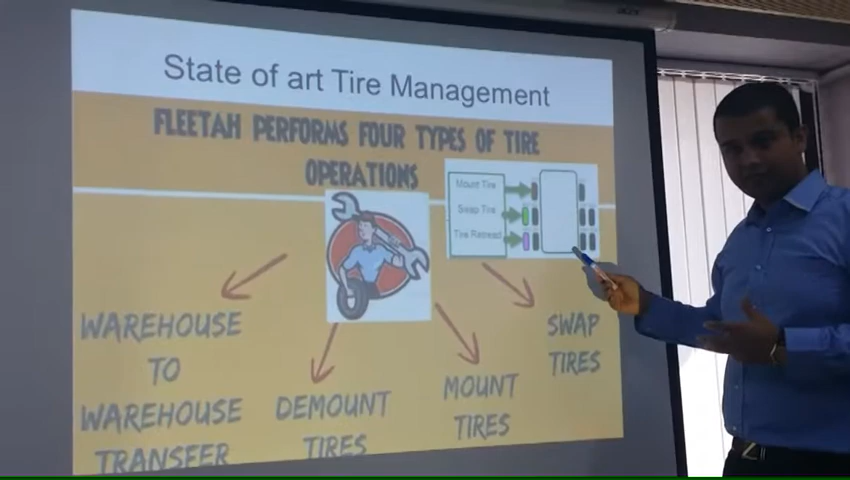 State of art Tire Management
FLEETAH PERFORMS FOUR TYPES OF TIRE
OPERATIONS
Mount Tire
Swap Tire
Tire Retread
WAREHOUSE
TO
WAREHOUSE
TRANSFER
DEMOUNT
TIRES
MOUNT
TIRES
SWAP
TIRES